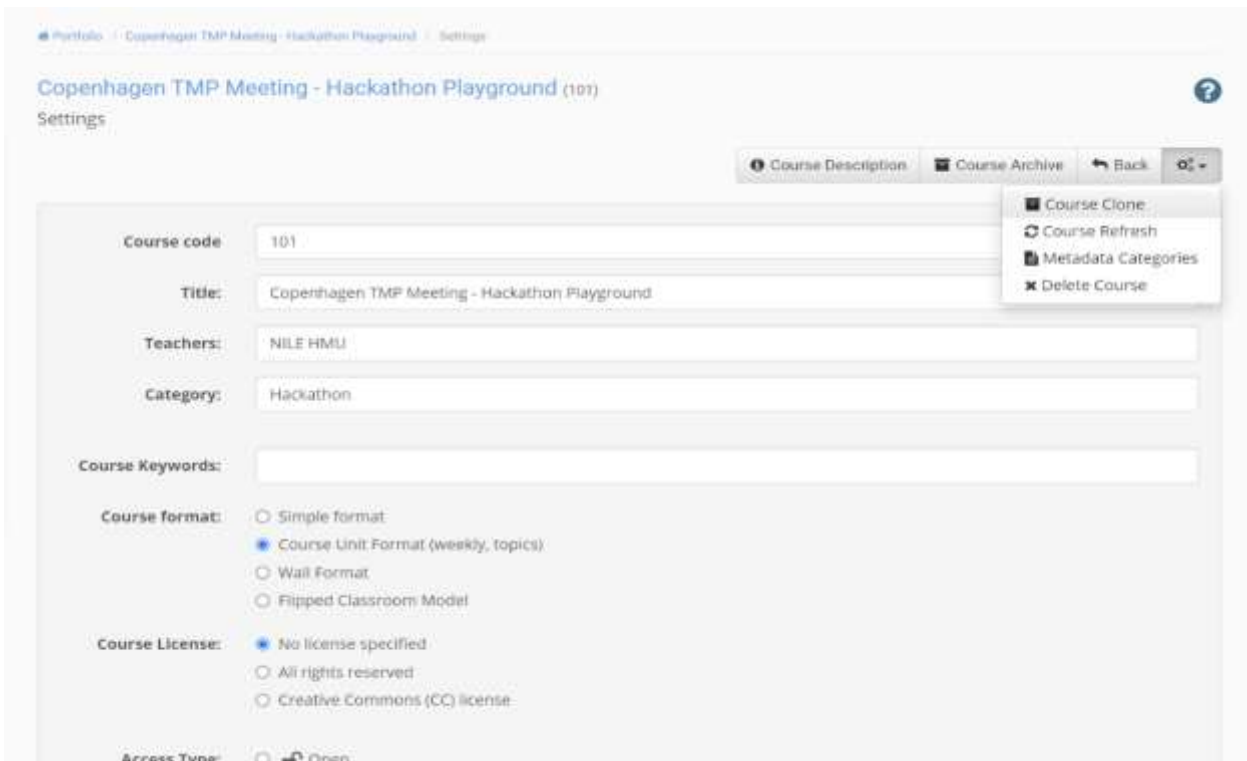 Portfolio / Copenhagen TMP Meeting - Hackathon Playground / Settings
Copenhagen TMP Meeting - Hackathon Playground (101)
Settings
Course Description Course Archive Back
Course Clone
Course Refresh
Metadata Categories
Delete Course
Course code 101
Title: Copenhagen TMP Meeting - Hackathon Playground
Teachers: NILE HMU
Category: Hackathon
Course Keywords:
Course format: Simple format
Course Unit Format (weekly, topics)
Wall Format
Flipped Classroom Model
Course License: No license specified
All rights reserved
Creative Commons (CC) license
Access Type: Open